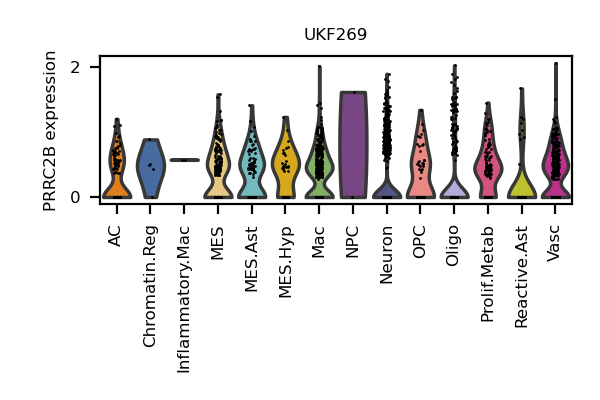 UKF269
PRRC2B expression
2
0
AC
Chromatin.Reg
Inflammatory.Mac
MES
MES.Ast
MES.Hyp
Mac
NPC
Neuron
OPC
Oligo
Prolif.Metab
Reactive.Ast
Vasc